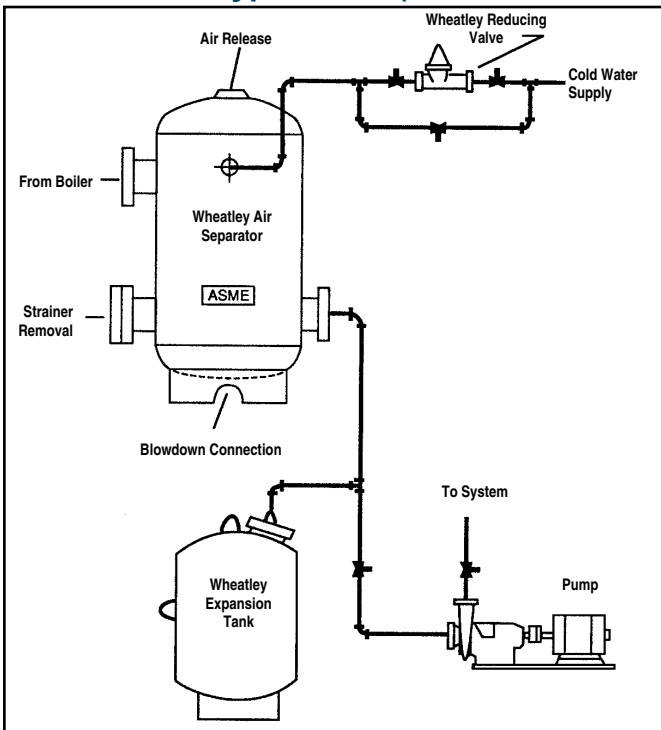 Air Release
Wheatley Reducing
Valve
Cold Water
Supply
From Boiler
Wheatley Air
Separator
ASME
Strainer
Removal
Blowdown Connection
To System
Wheatley
Expansion
Tank
Pump